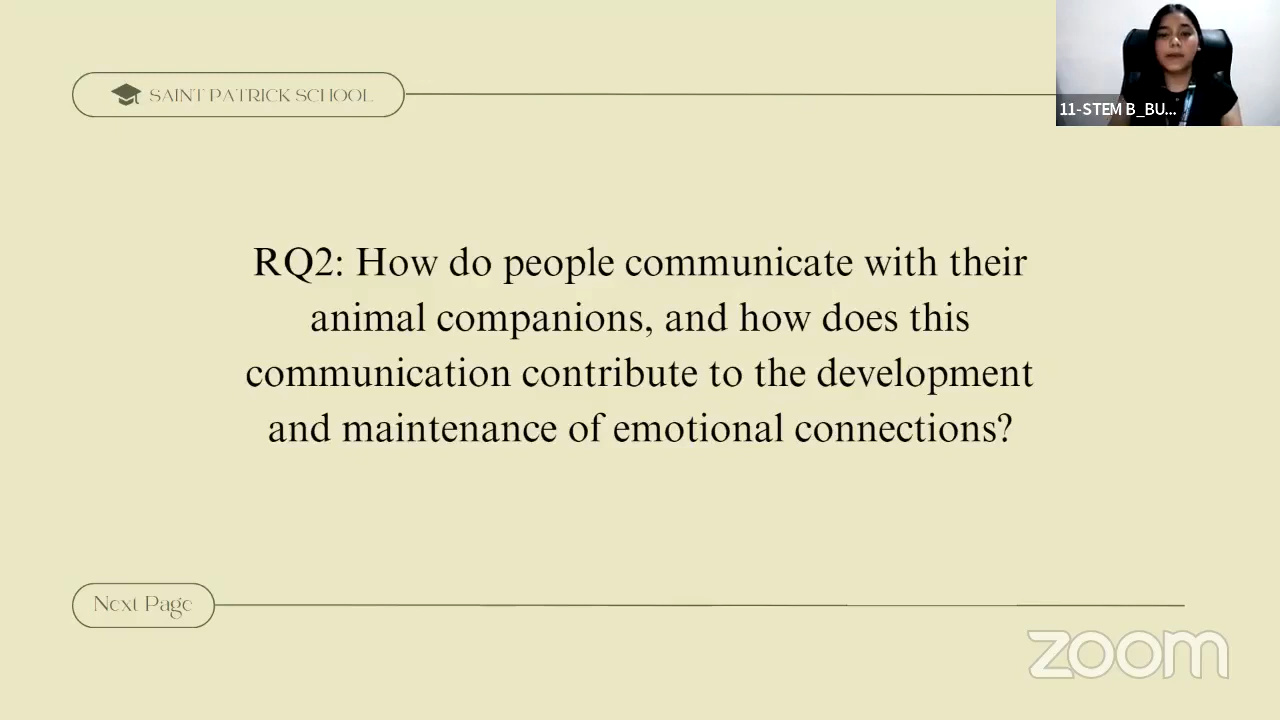 SAINT PATRICK SCHOOL
11-STEM B_BU...
RQ2: How do people communicate with their
animal companions, and how does this
communication contribute to the development
and maintenance of emotional connections?
Next Page
zoom